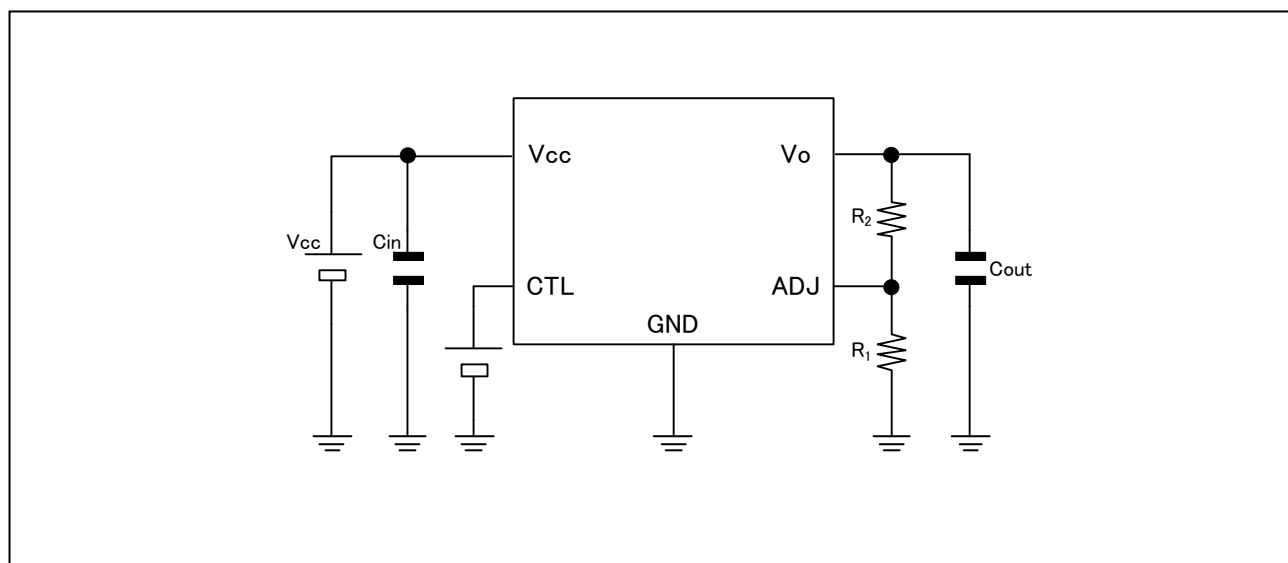 Vcc
Vo
R₂
Vcc
Cin
Cout
CTL
ADJ
GND
R₁